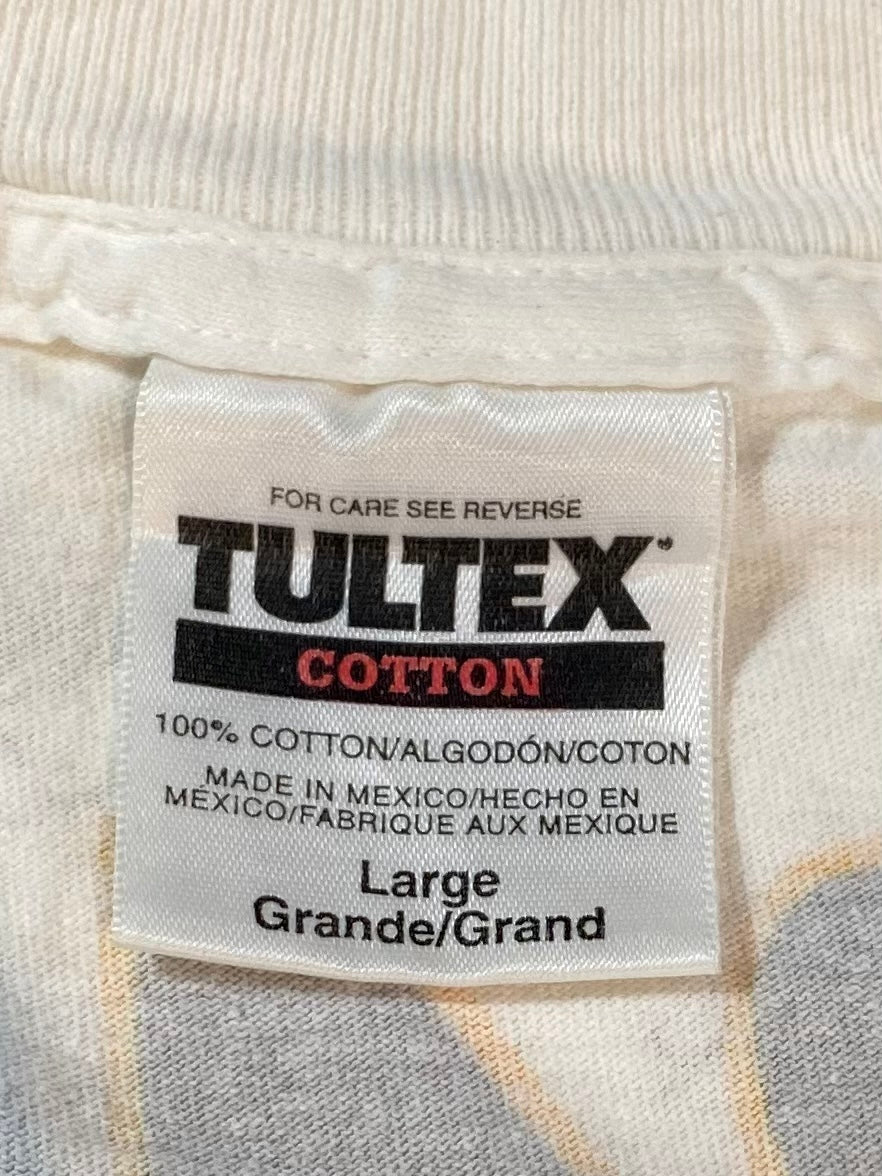 FOR CARE SEE REVERSE
TULTEX
COTTON
100% COTTON/ALGODÓN/COTON
MADE IN MEXICO/HECHO EN
MÉXICO/FABRIQUE AUX MEXIQUE
Large
Grande/Grand